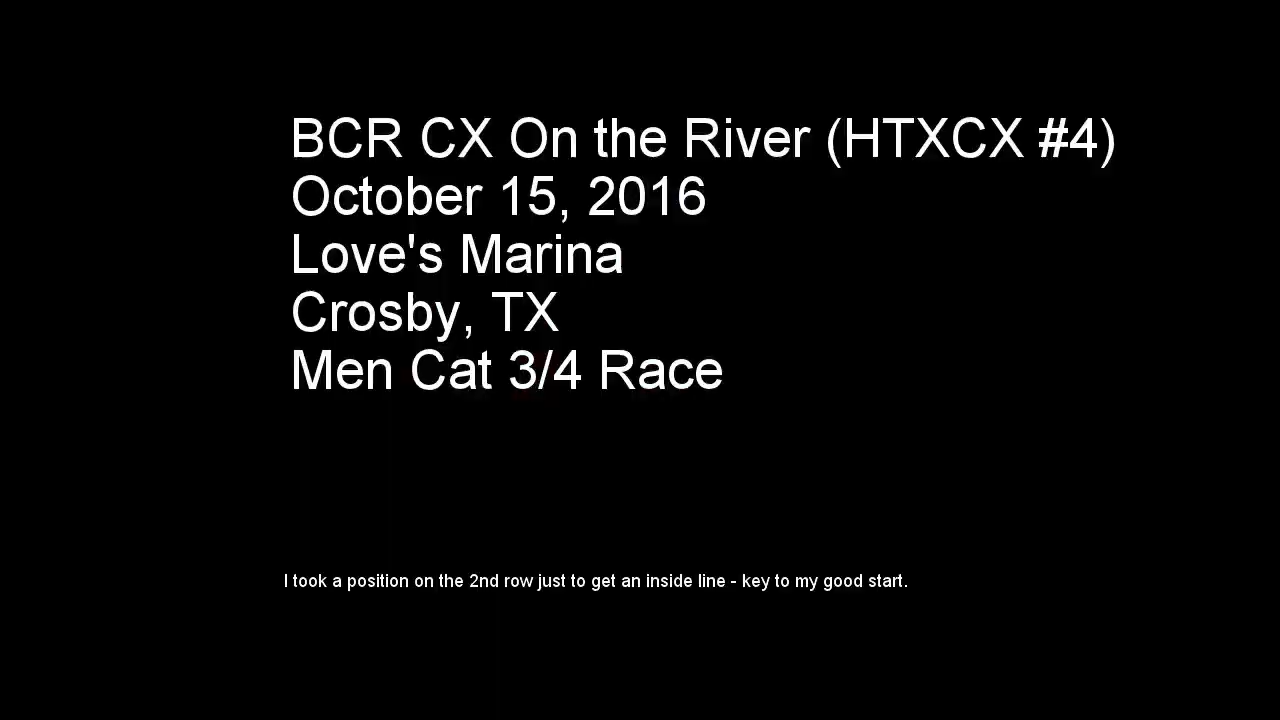 BCR CX On the River (HTXCX #4)
October 15, 2016
Love's Marina
Crosby, TX
Men Cat 3/4 Race
I took a position on the 2nd row just to get an inside line - key to my good start.